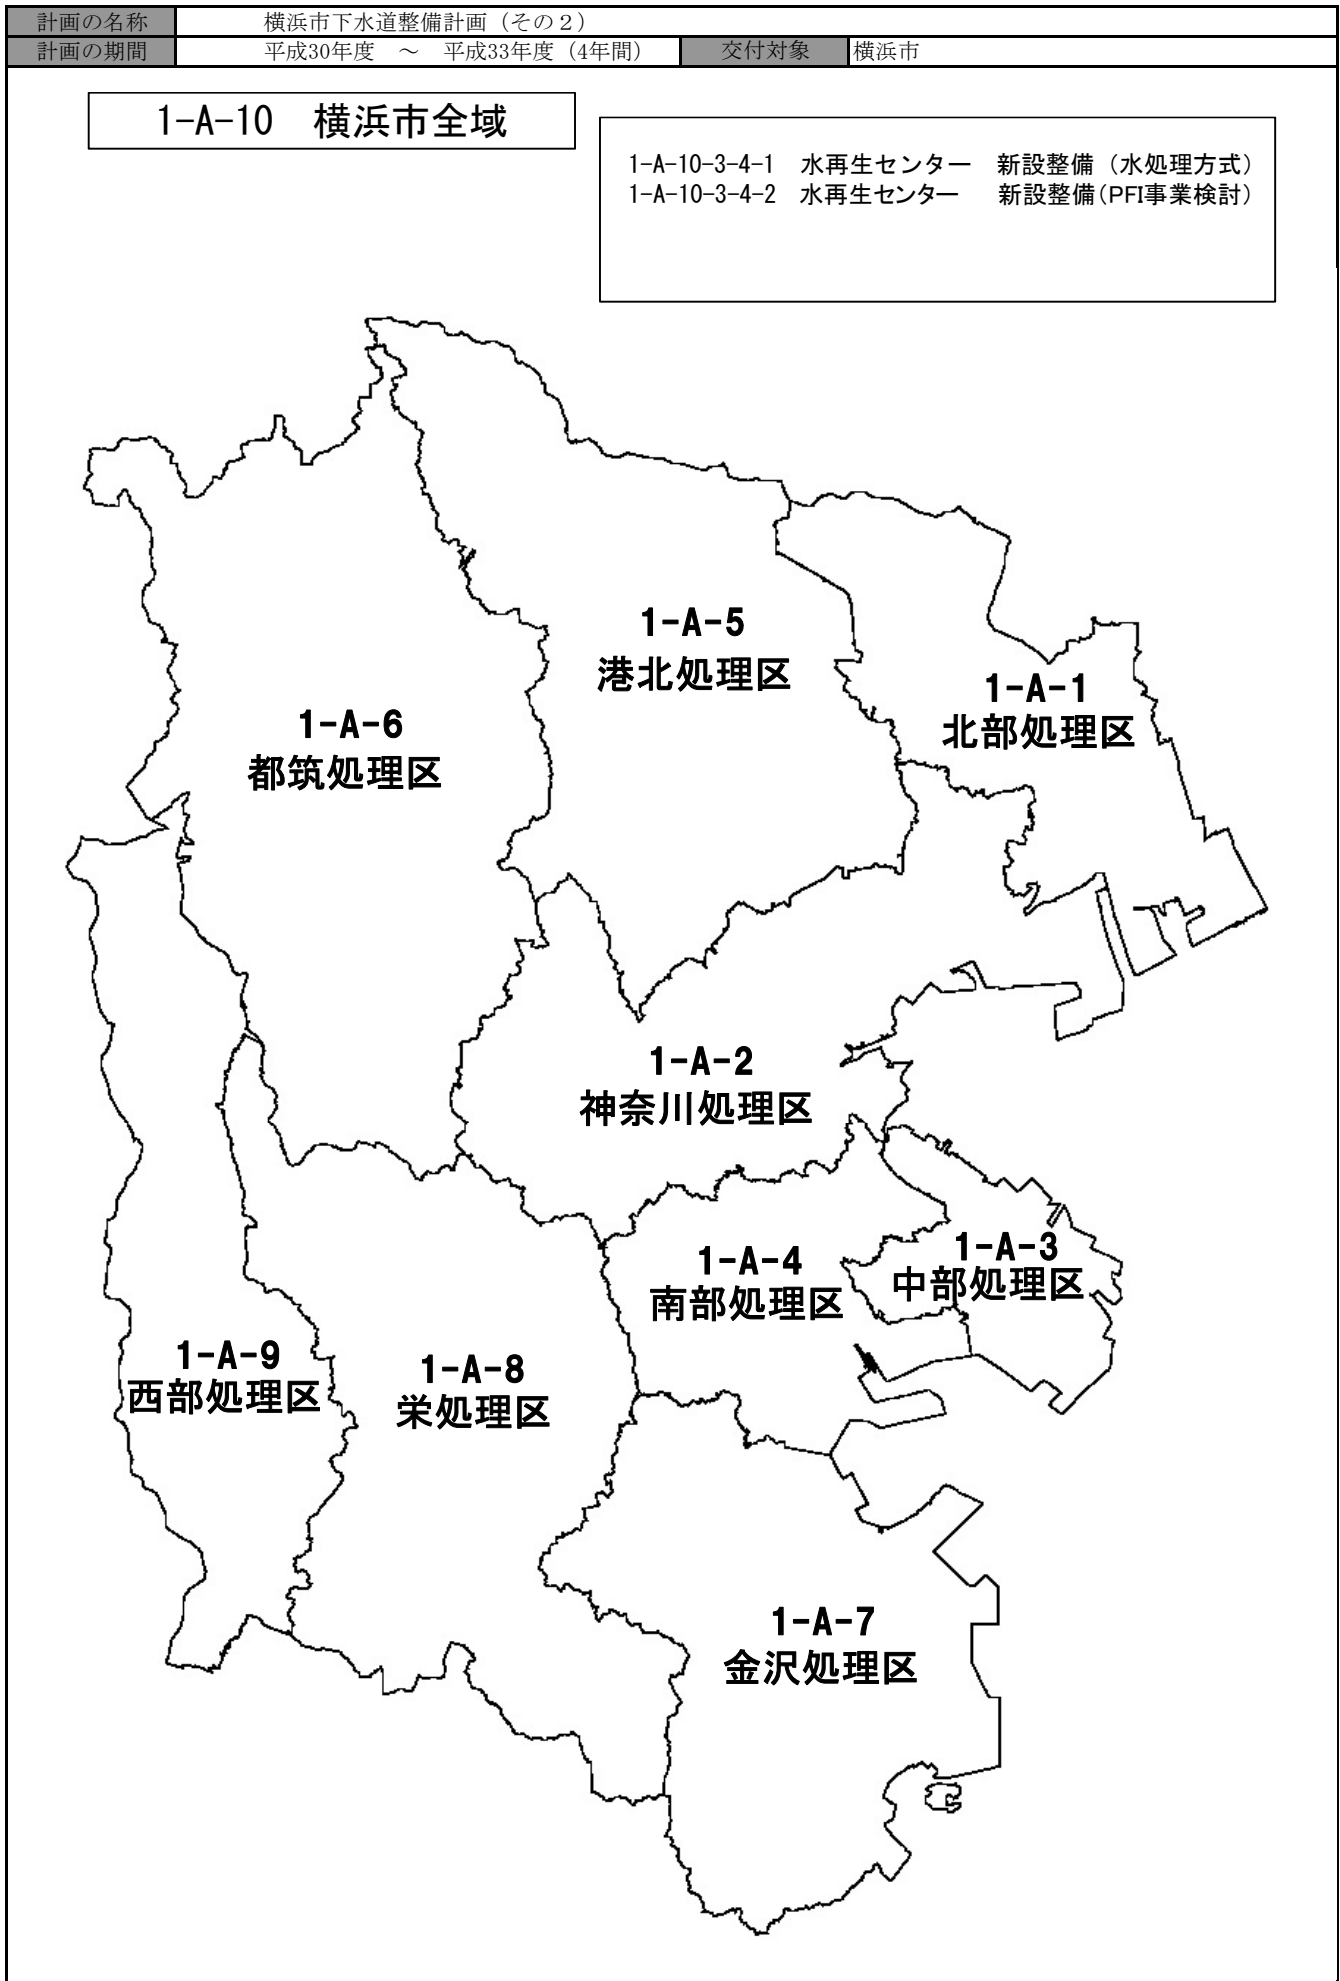 計画の名称 横浜市下水道整備計画（その２）
計画の期間 平成30年度 ～ 平成33年度（4年間） 交付対象 横浜市
1-A-10 横浜市全域
1-A-10-3-4-1 水再生センター 新設整備（水処理方式）
1-A-10-3-4-2 水再生センター 新設整備（PFI事業検討）
1-A-5
港北処理区
1-A-1
北部処理区
1-A-6
都筑処理区
1-A-2
神奈川処理区
1-A-3
中部処理区
1-A-4
南部処理区
1-A-9
西部処理区
1-A-8
栄処理区
1-A-7
金沢処理区